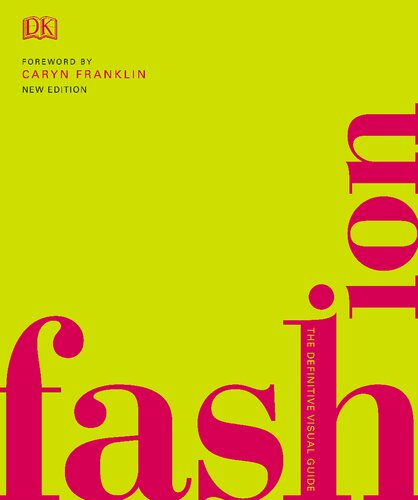 DK
FOREWORD BY
CARYN FRANKLIN
NEW EDITION
fashion
THE DEFINITIVE VISUAL GUIDE